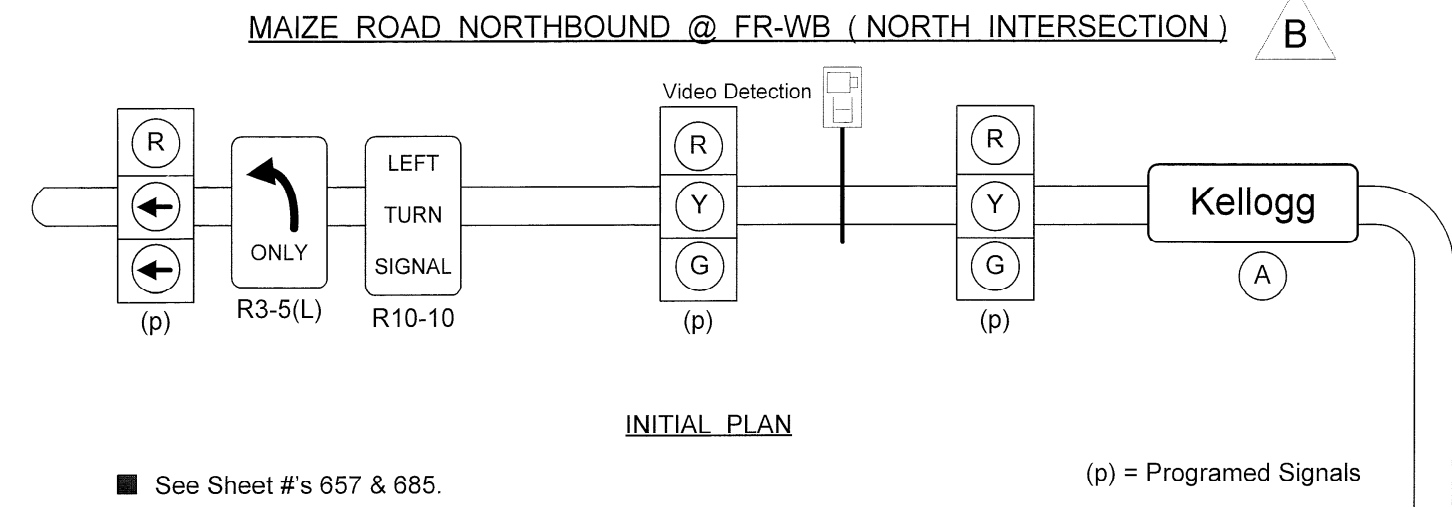 MAIZE ROAD NORTHBOUND @ FR-WB ( NORTH INTERSECTION )
B
Video Detection
R
R
R
LEFT
TURN
SIGNAL
ONLY
Y
Y
G
G
Kellogg
A
R3-5(L)
R10-10
(p)
(p)
(p)
INITIAL PLAN
See Sheet #'s 657 & 685.
(p) = Programed Signals